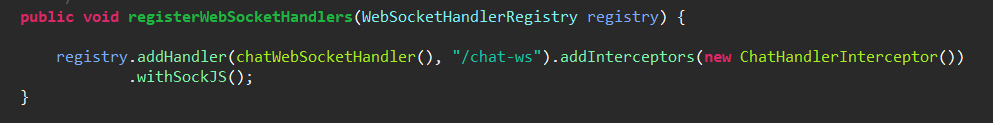 public void registerWebSocketHandlers(WebSocketHandlerRegistry registry) {
registry.addHandler(chatWebSocketHandler(), "/chat-ws").addInterceptors(new ChatHandlerInterceptor())
.withSockJS();
}